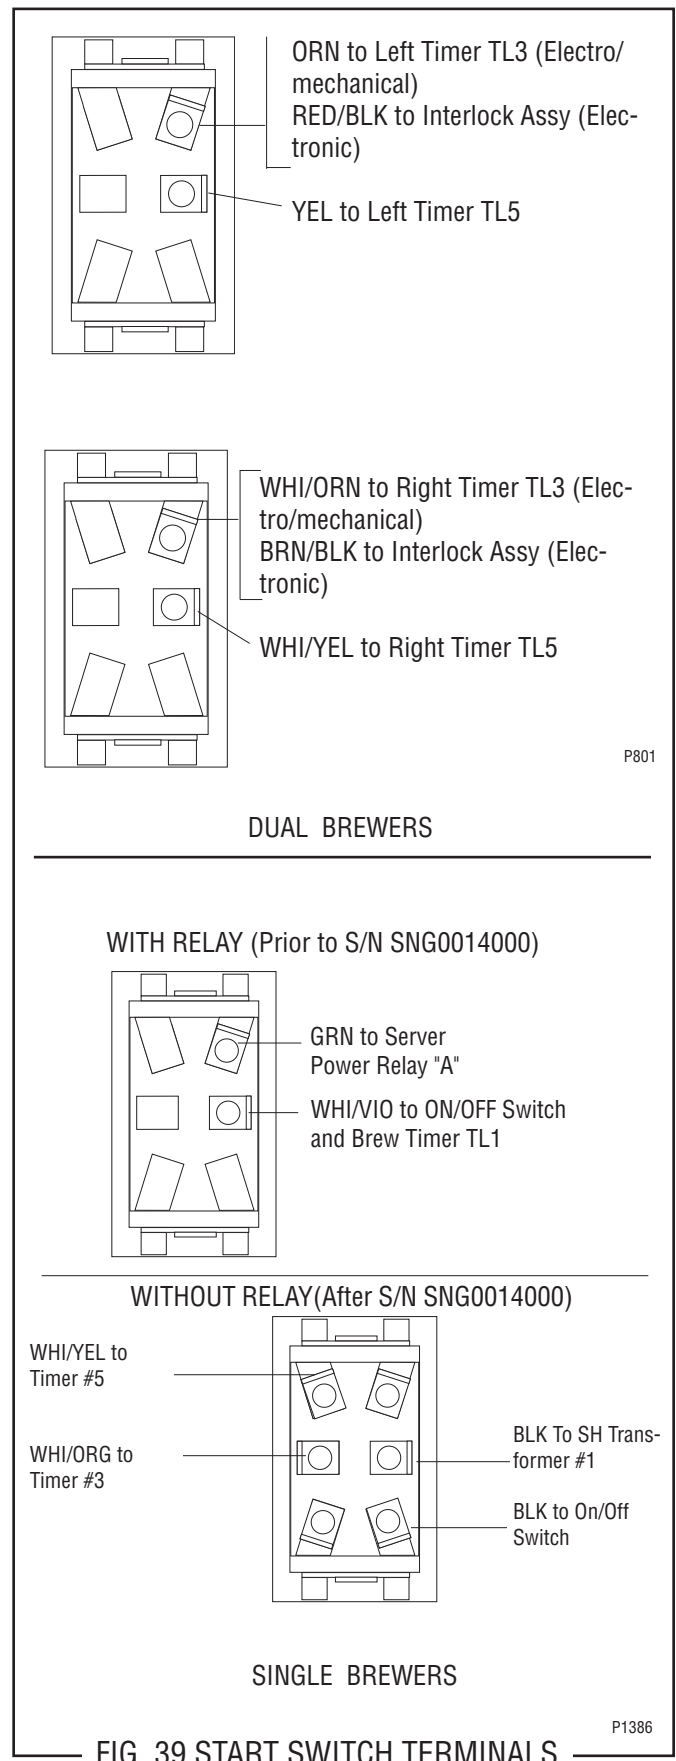 ORN to Left Timer TL3 (Electro/
mechanical)
RED/BLK to Interlock Assy (Elec-
tronic)
YEL to Left Timer TL5
WHI/ORN to Right Timer TL3 (Elec-
tro/mechanical)
BRN/BLK to Interlock Assy (Elec-
tronic)
WHI/YEL to Right Timer TL5
P801
DUAL BREWERS
WITH RELAY (Prior to S/N SNG0014000)
GRN to Server
Power Relay "A"
WHI/VIO to ON/OFF Switch
and Brew Timer TL1
WITHOUT RELAY(After S/N SNG0014000)
WHI/YEL to
Timer #5
WHI/ORG to
Timer #3
BLK To SH Trans-
former #1
BLK to On/Off
Switch
SINGLE BREWERS
P1386
FIG. 39 START SWITCH TERMINALS